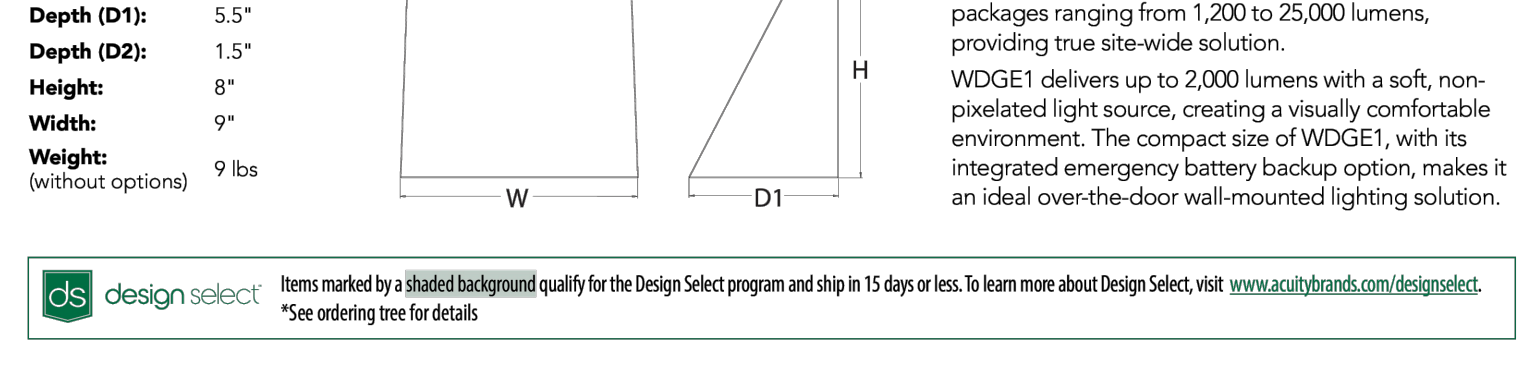 Depth (D1): 5.5"
Depth (D2): 1.5"
Height: 8"
Width: 9"
Weight:
(without options) 9 lbs
H
W
D1
packages ranging from 1,200 to 25,000 lumens,
providing true site-wide solution.
WDGE1 delivers up to 2,000 lumens with a soft, non-
pixelated light source, creating a visually comfortable
environment. The compact size of WDGE1, with its
integrated emergency battery backup option, makes it
an ideal over-the-door wall-mounted lighting solution.
ds design select
Items marked by a shaded background qualify for the Design Select program and ship in 15 days or less. To learn more about Design Select, visit www.acuitybrands.com/designselect.
*See ordering tree for details